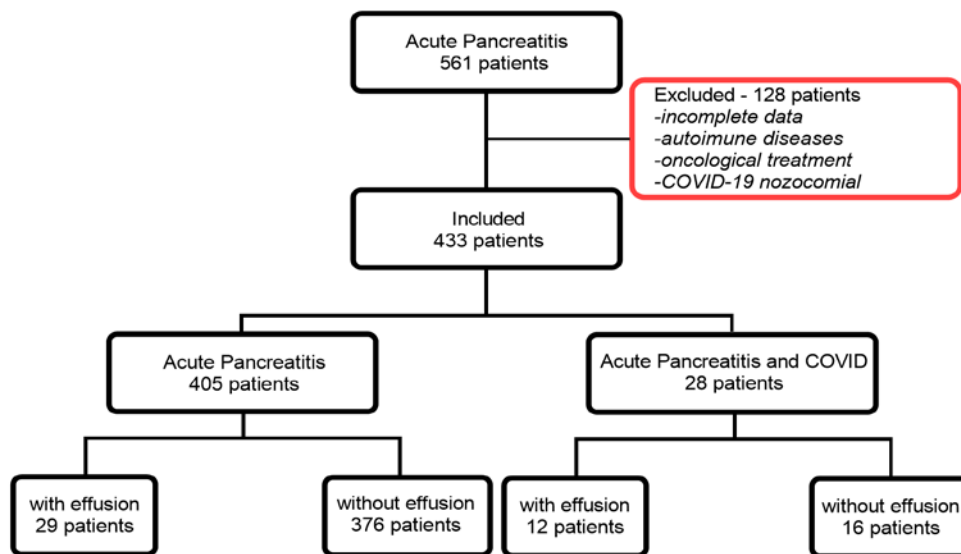 Acute Pancreatitis
561 patients
Excluded - 128 patients
-incomplete data
-autoimune diseases
-oncological treatment
-COVID-19 nozocomial
Included
433 patients
Acute Pancreatitis
405 patients
Acute Pancreatitis and COVID
28 patients
with effusion
29 patients
without effusion
376 patients
with effusion
12 patients
without effusion
16 patients